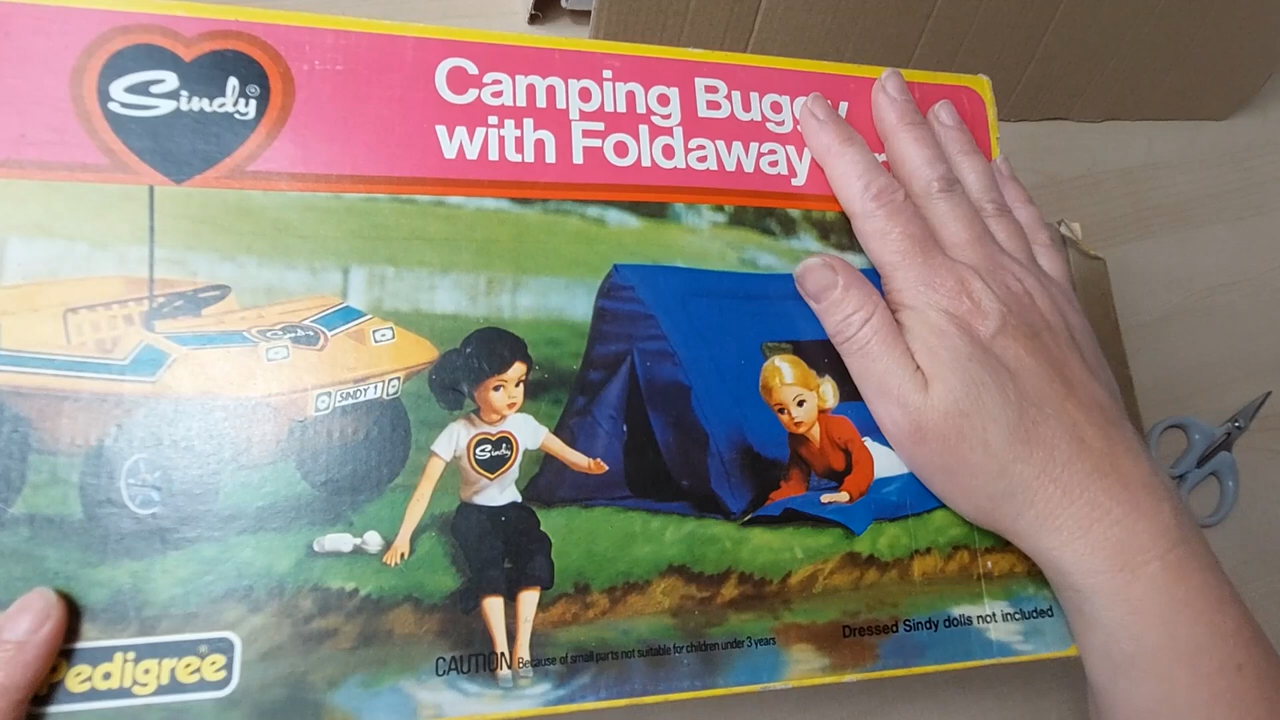 Sindy®
Camping Buggy
with Foldaway
Sindy
SINDY 1
Sindy
Dressed Sindy dolls not included
CAUTION Because of small parts not suitable for children under 3 years
Pedigree®